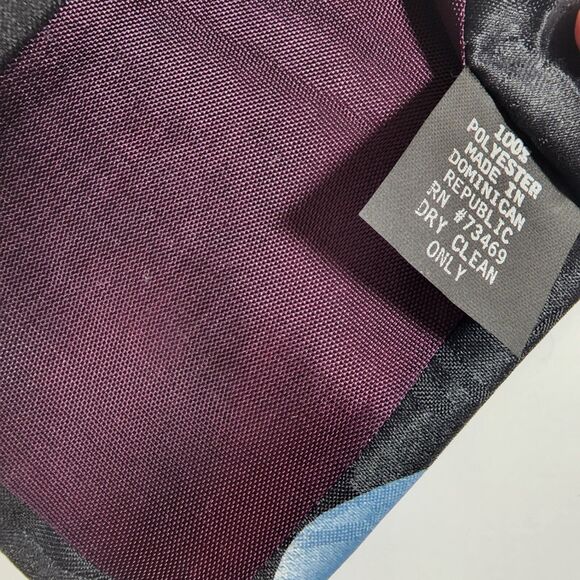 100%
POLYESTER
MADE IN
DOMINICAN
REPUBLIC
RN #73469
DRY CLEAN
ONLY